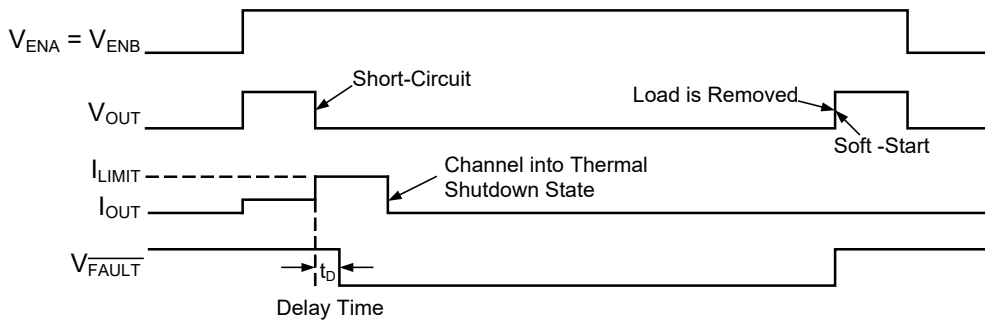 V_ENA = V_ENB
Short-Circuit
V_OUT
Load is Removed
Soft -Start
I_LIMIT
Channel into Thermal
Shutdown State
I_OUT
V_FAULT
t_D
Delay Time